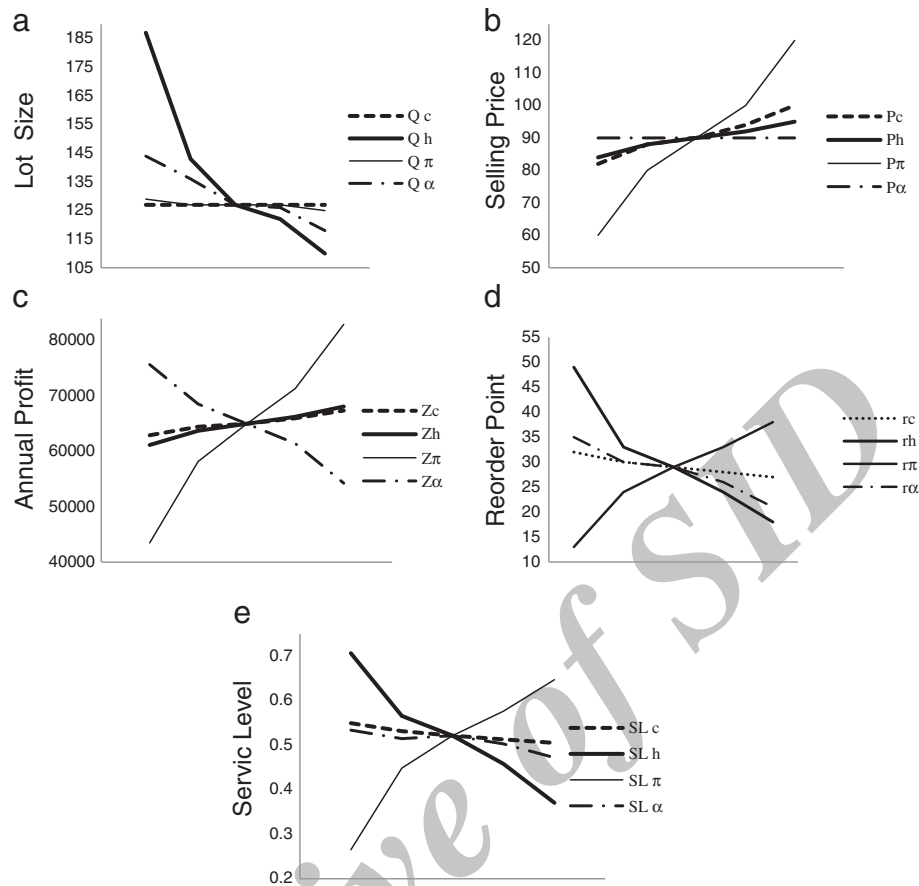 a
Lot Size
185
175
165
155
145
135
125
115
105
Q c
Q h
Q π
Q α
b
Selling Price
120
110
100
90
80
70
60
50
Pc
Ph
Pπ
Pα
c
Annual Profit
80000
70000
60000
50000
40000
Zc
Zh
Zπ
Zα
d
Reorder Point
55
50
45
40
35
30
25
20
15
10
rc
rh
rπ
rα
e
Servic Level
0.7
0.6
0.5
0.4
0.3
0.2
SL c
SL h
SL π
SL α
ive of SID